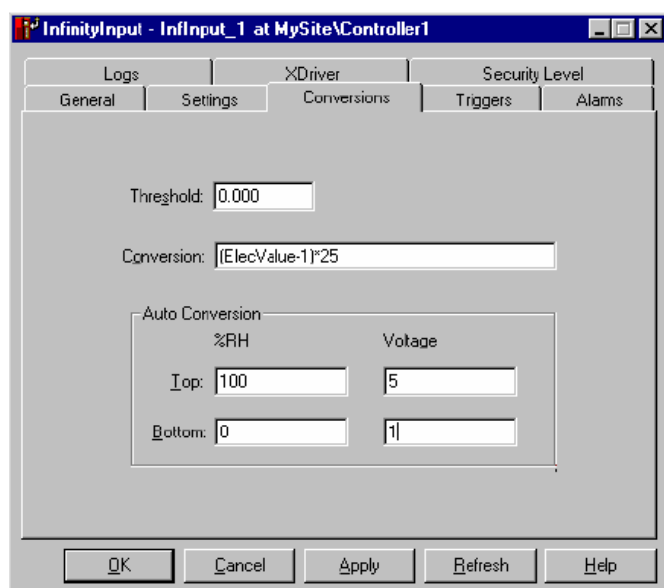 InfinityInput - InfInput_1 at MySite\Controller1
Logs XDriver Security Level
General Settings Conversions Triggers Alarms
Threshold: 0.000
Conversion: (ElecValue-1)*25
Auto Conversion
%RH Voltage
Top: 100 5
Bottom: 0 1
OK Cancel Apply Refresh Help